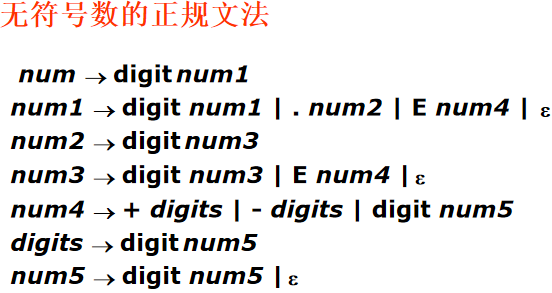 无符号数的正规文法
num → digit num1
num1 → digit num1 | . num2 | E num4 | ε
num2 → digit num3
num3 → digit num3 | E num4 | ε
num4 → + digits | - digits | digit num5
digits → digit num5
num5 → digit num5 | ε